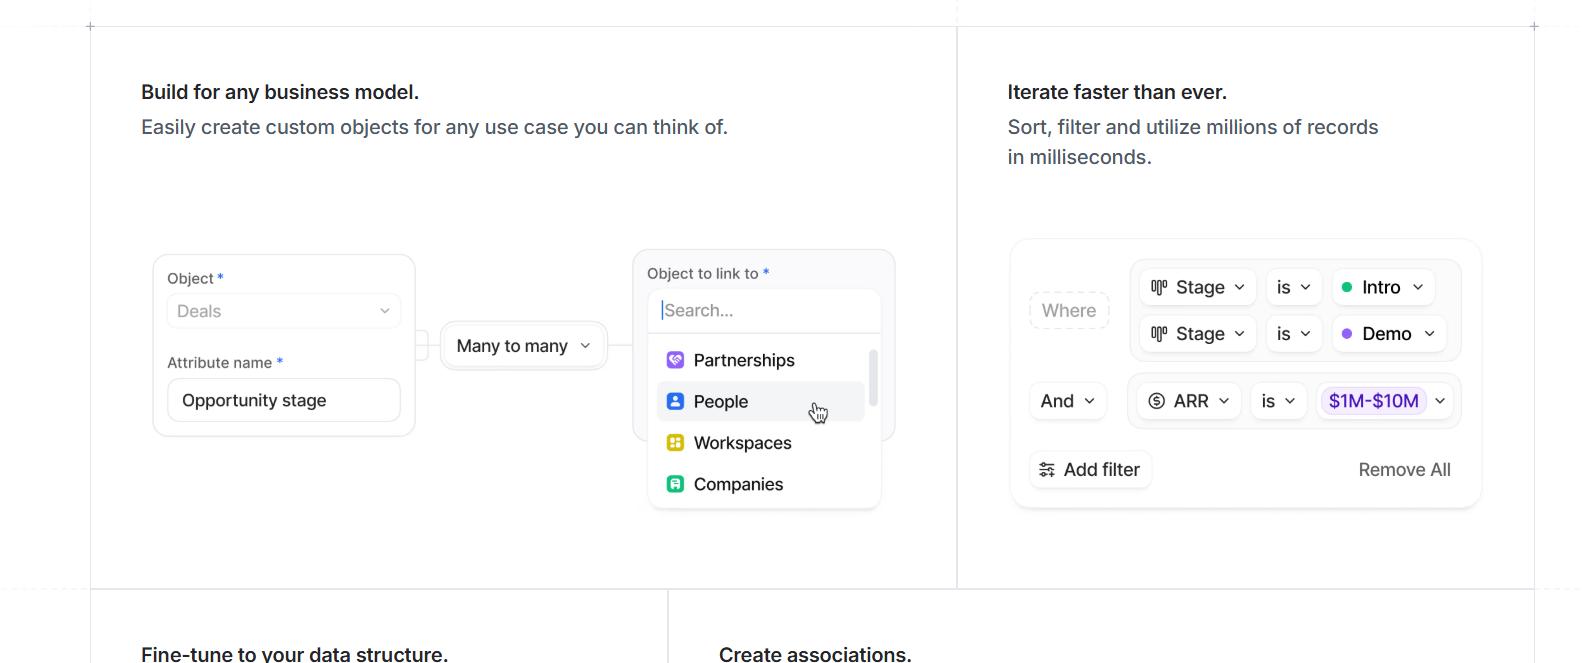 Build for any business model.
Easily create custom objects for any use case you can think of.
Object *
Deals
Attribute name *
Opportunity stage
Many to many
Object to link to *
Search...
Partnerships
People
Workspaces
Companies
Iterate faster than ever.
Sort, filter and utilize millions of records
in milliseconds.
Where
Stage is Intro
Stage is Demo
And ARR is $1M-$10M
Add filter Remove All
Fine-tune to your data structure.
Create associations.